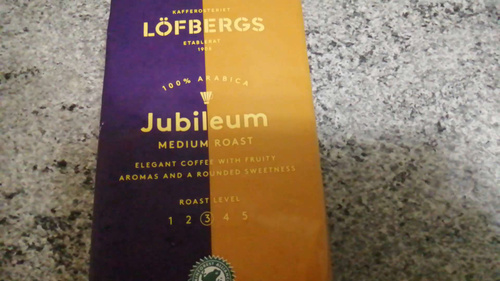 KAFFEROSTERIET
LÖFBERGS
ETABLERAT
1906
100% ARABICA
Jubileum
MEDIUM ROAST
ELEGANT COFFEE WITH FRUITY
AROMAS AND A ROUNDED SWEETNESS
ROAST LEVEL
1 2 3 4 5